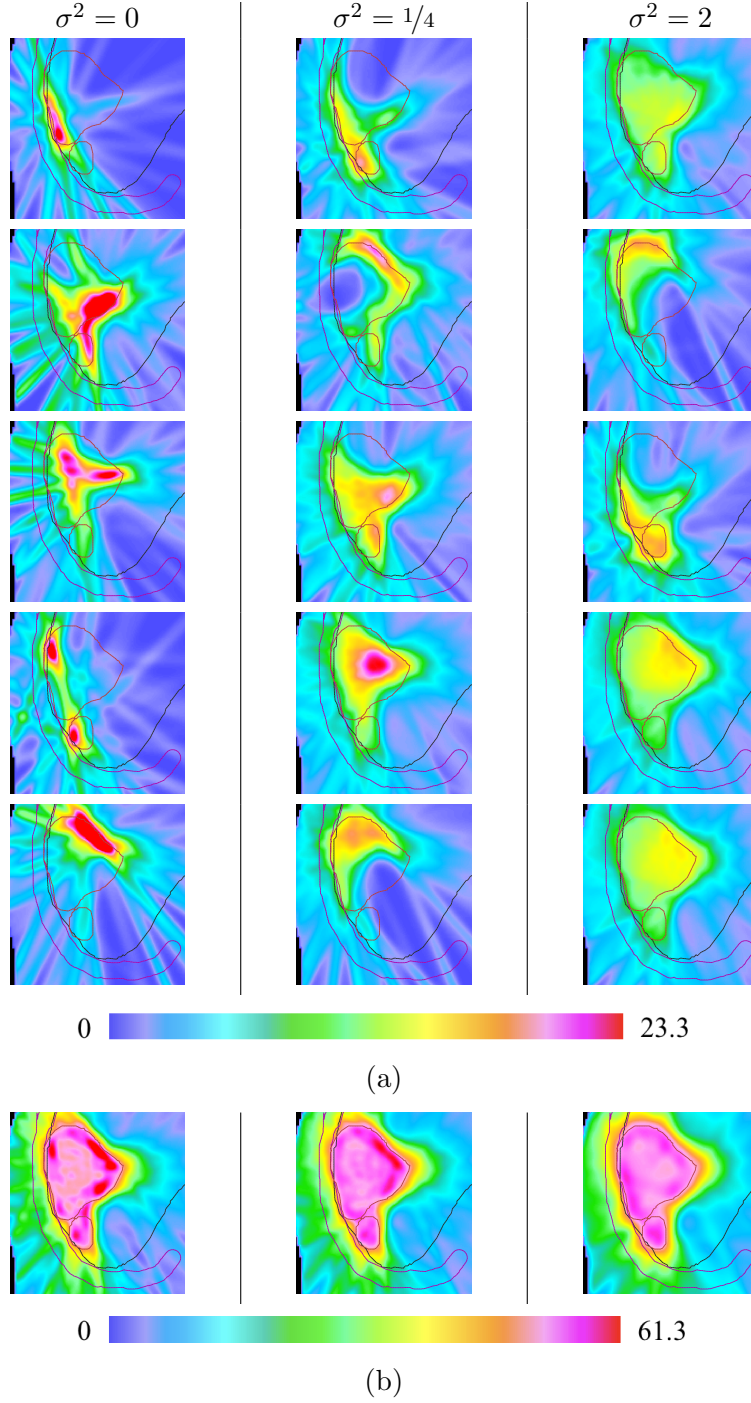 σ² = 0 σ² = 1/4 σ² = 2
0 23.3
(a)
0 61.3
(b)